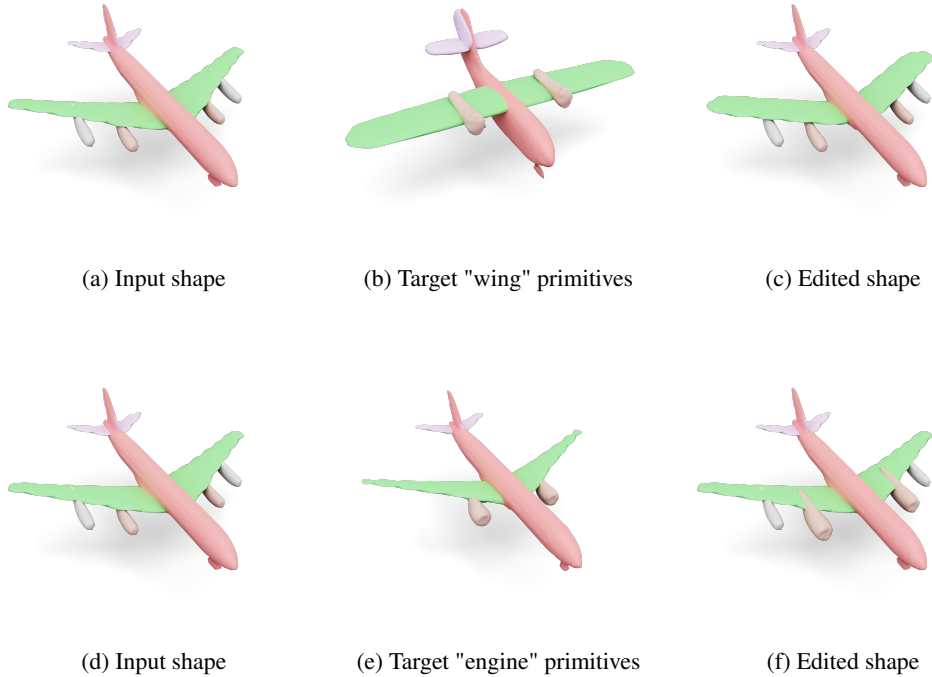 (a) Input shape
(b) Target "wing" primitives
(c) Edited shape
(d) Input shape
(e) Target "engine" primitives
(f) Edited shape